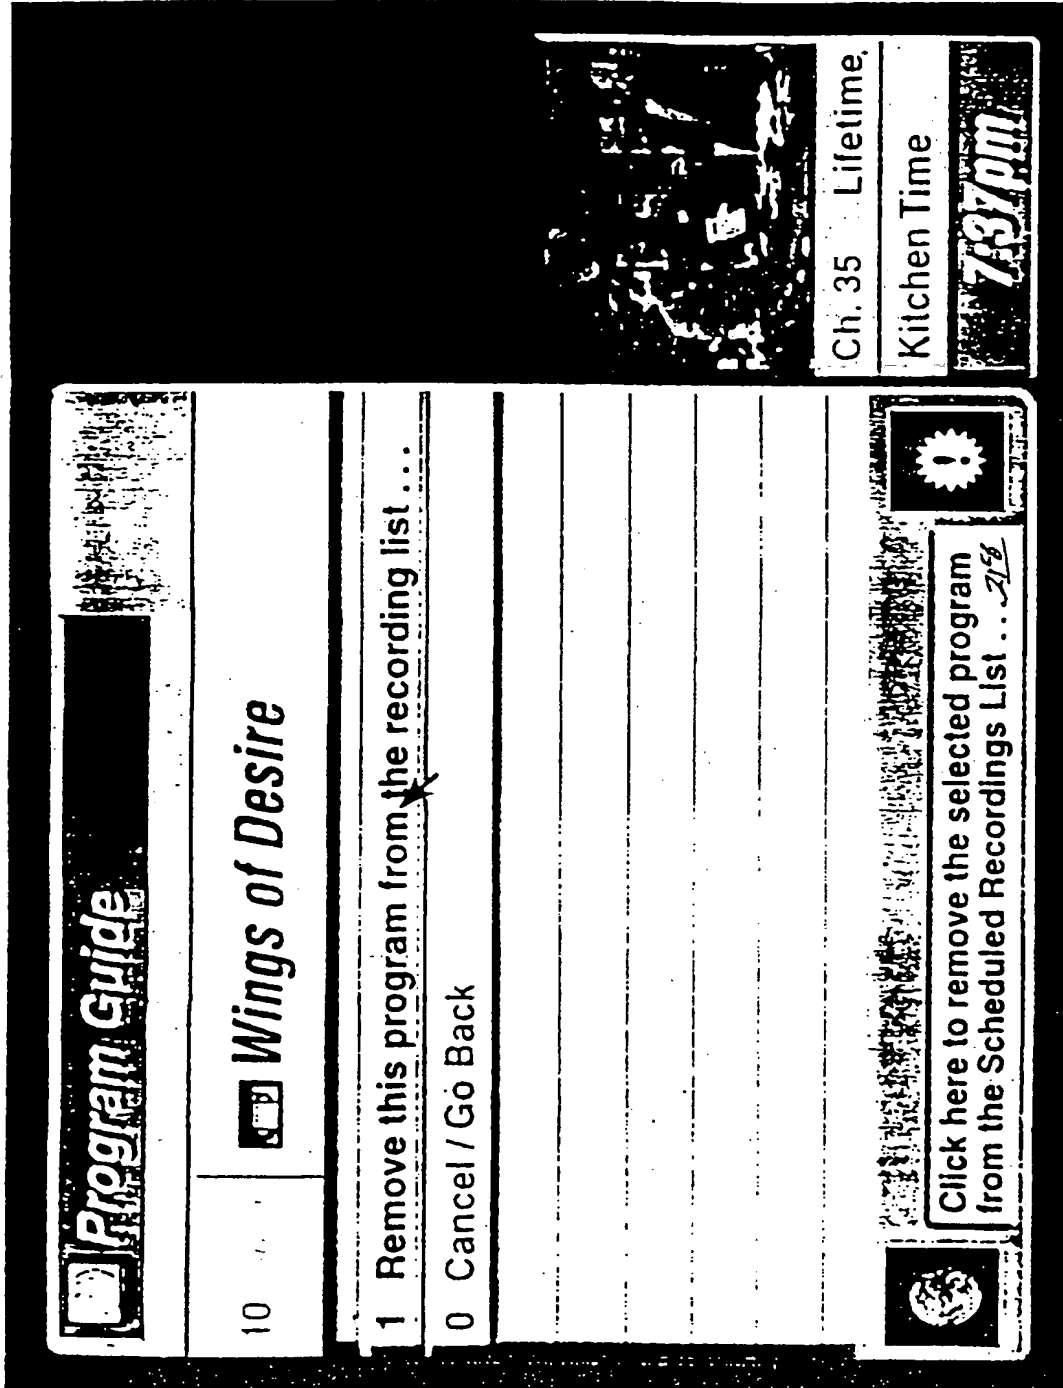 Program Guide
10 Wings of Desire
1 Remove this program from the recording list . . .
0 Cancel / Go Back
Click here to remove the selected program
from the Scheduled Recordings List . . . 218
!
Ch. 35 Lifetime,
Kitchen Time
7:37pm